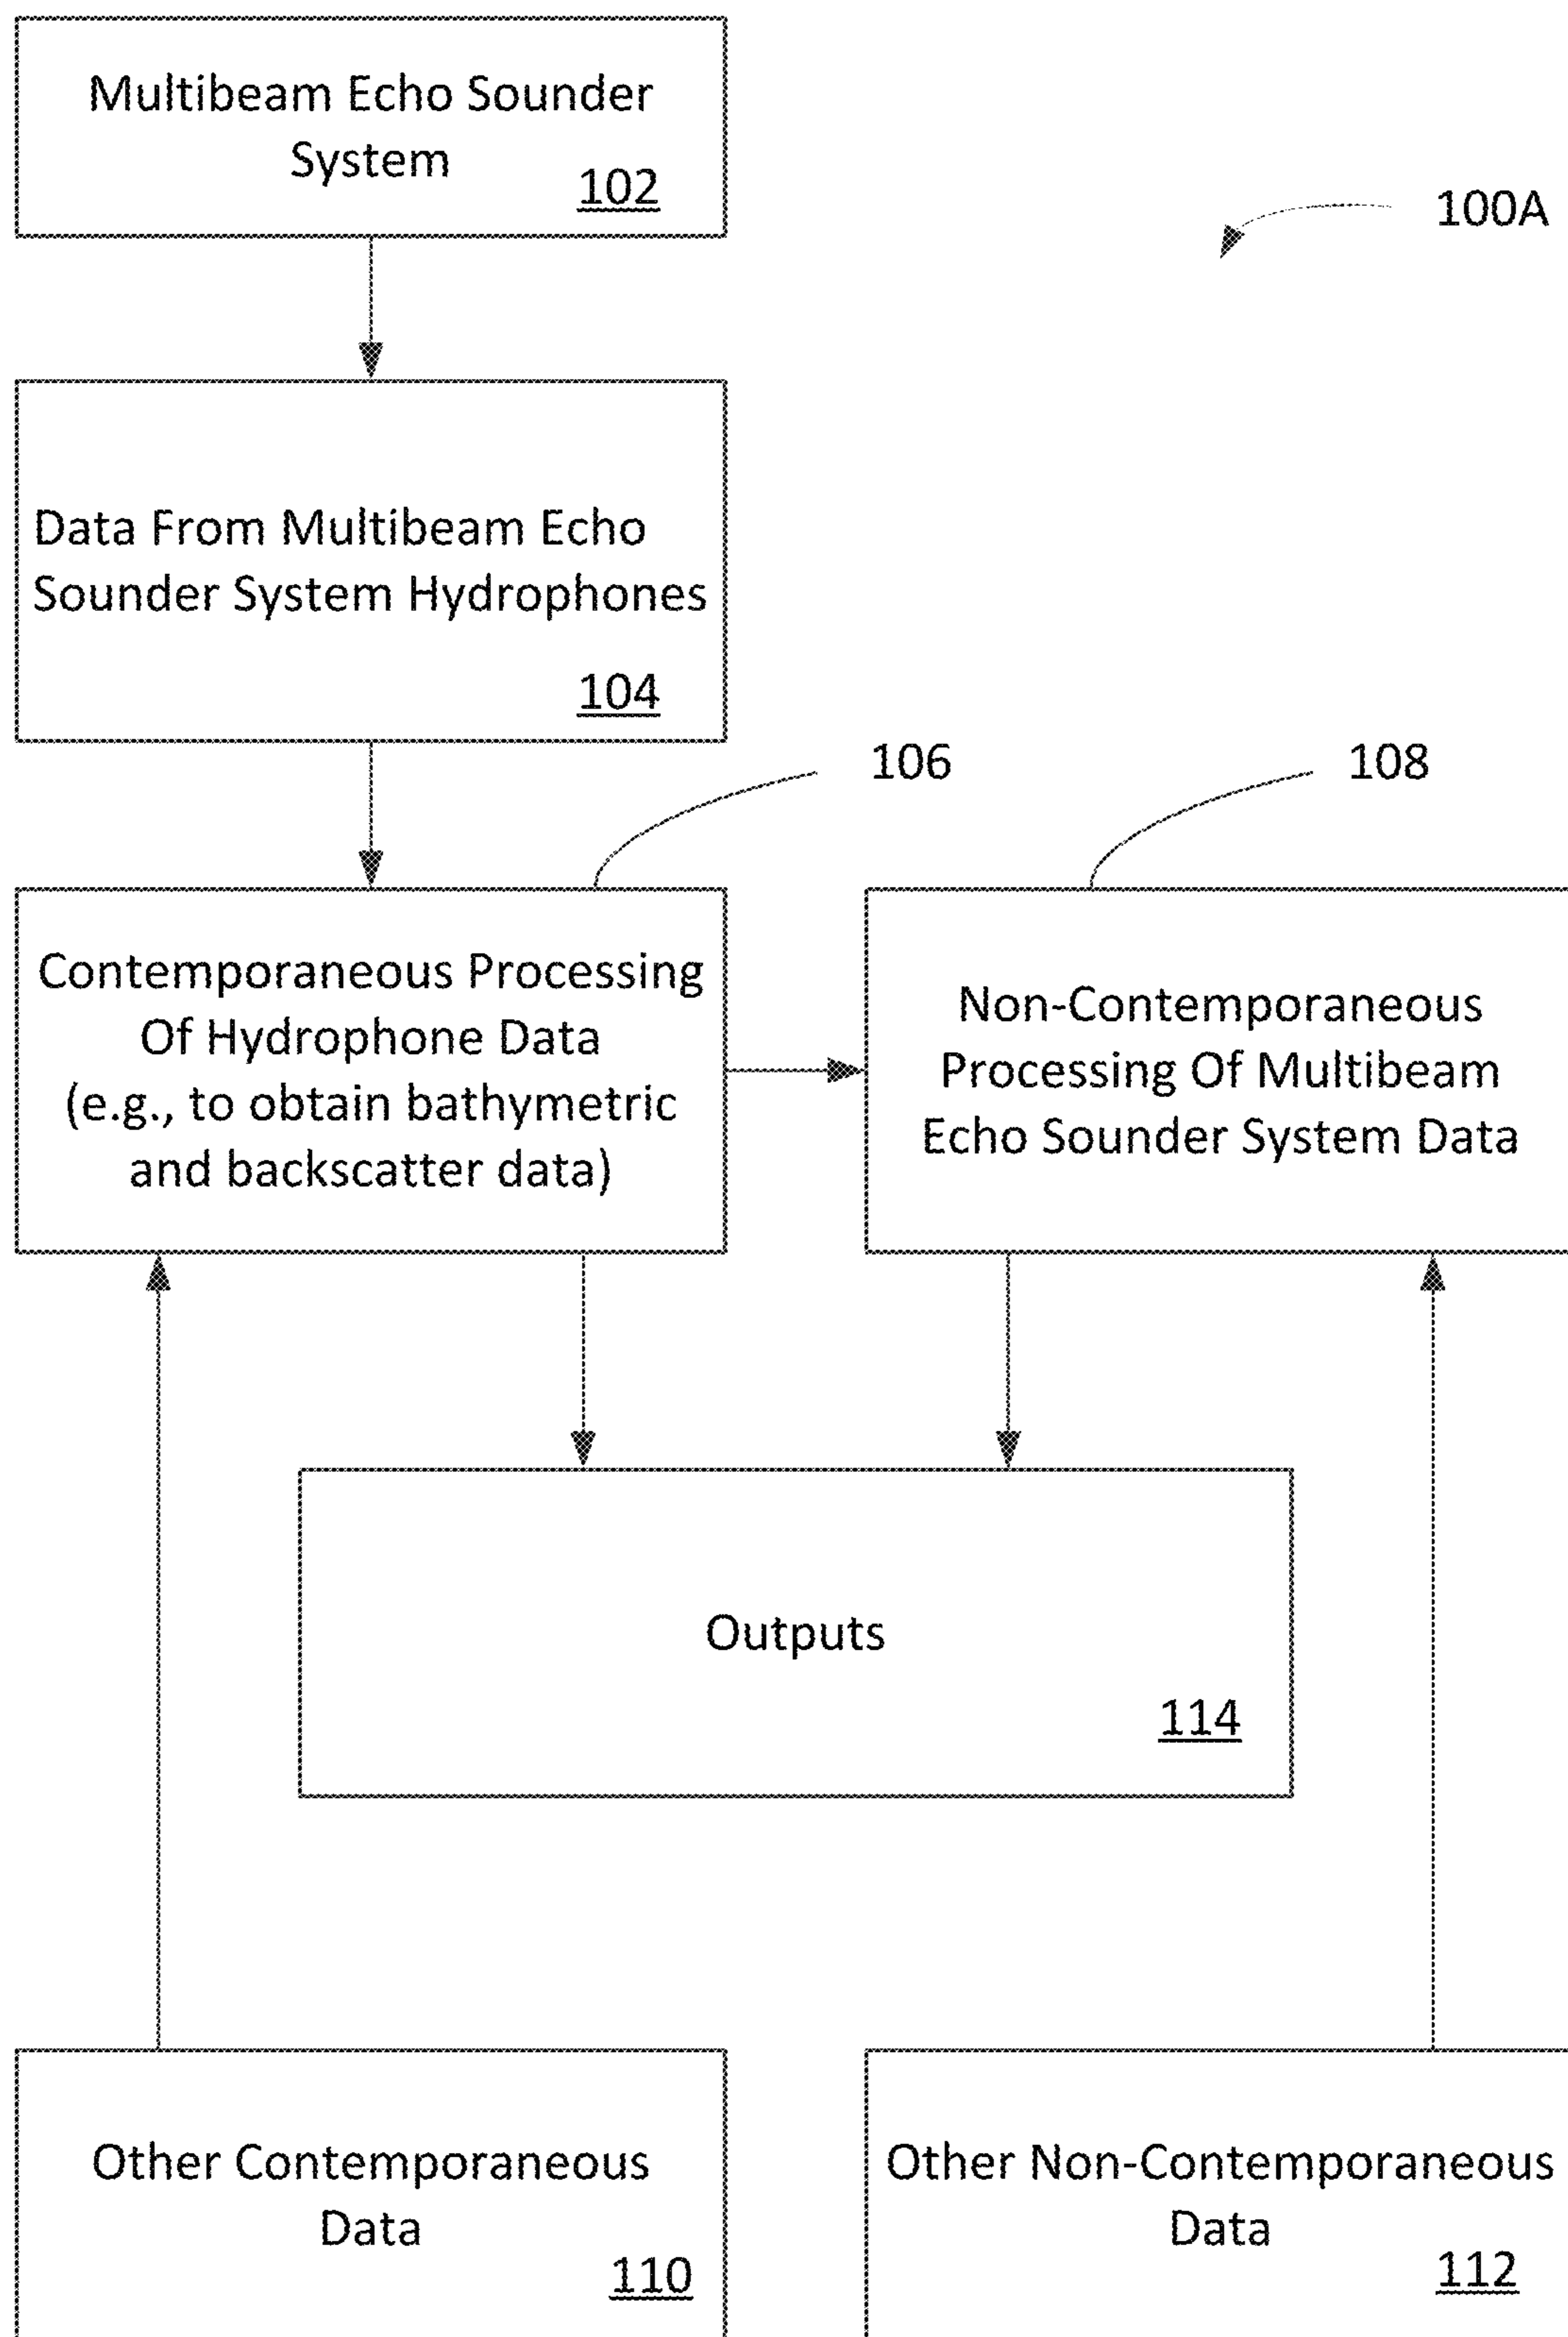 Multibeam Echo Sounder
System
102
100A
Data From Multibeam Echo
Sounder System Hydrophones
104
106
108
Contemporaneous Processing
Of Hydrophone Data
(e.g., to obtain bathymetric
and backscatter data)
Non-Contemporaneous
Processing Of Multibeam
Echo Sounder System Data
Outputs
114
Other Contemporaneous
Data
110
Other Non-Contemporaneous
Data
112